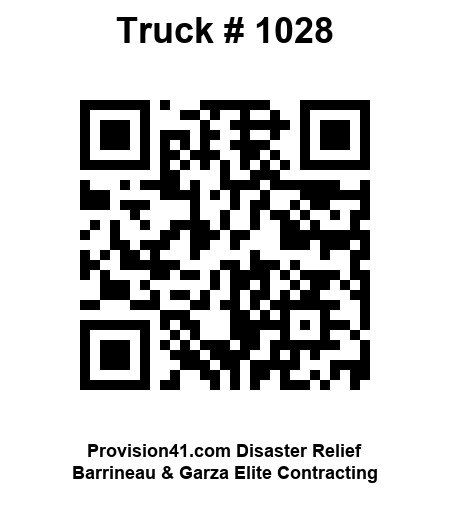 Truck # 1028
Provision41.com Disaster Relief
Barrineau & Garza Elite Contracting